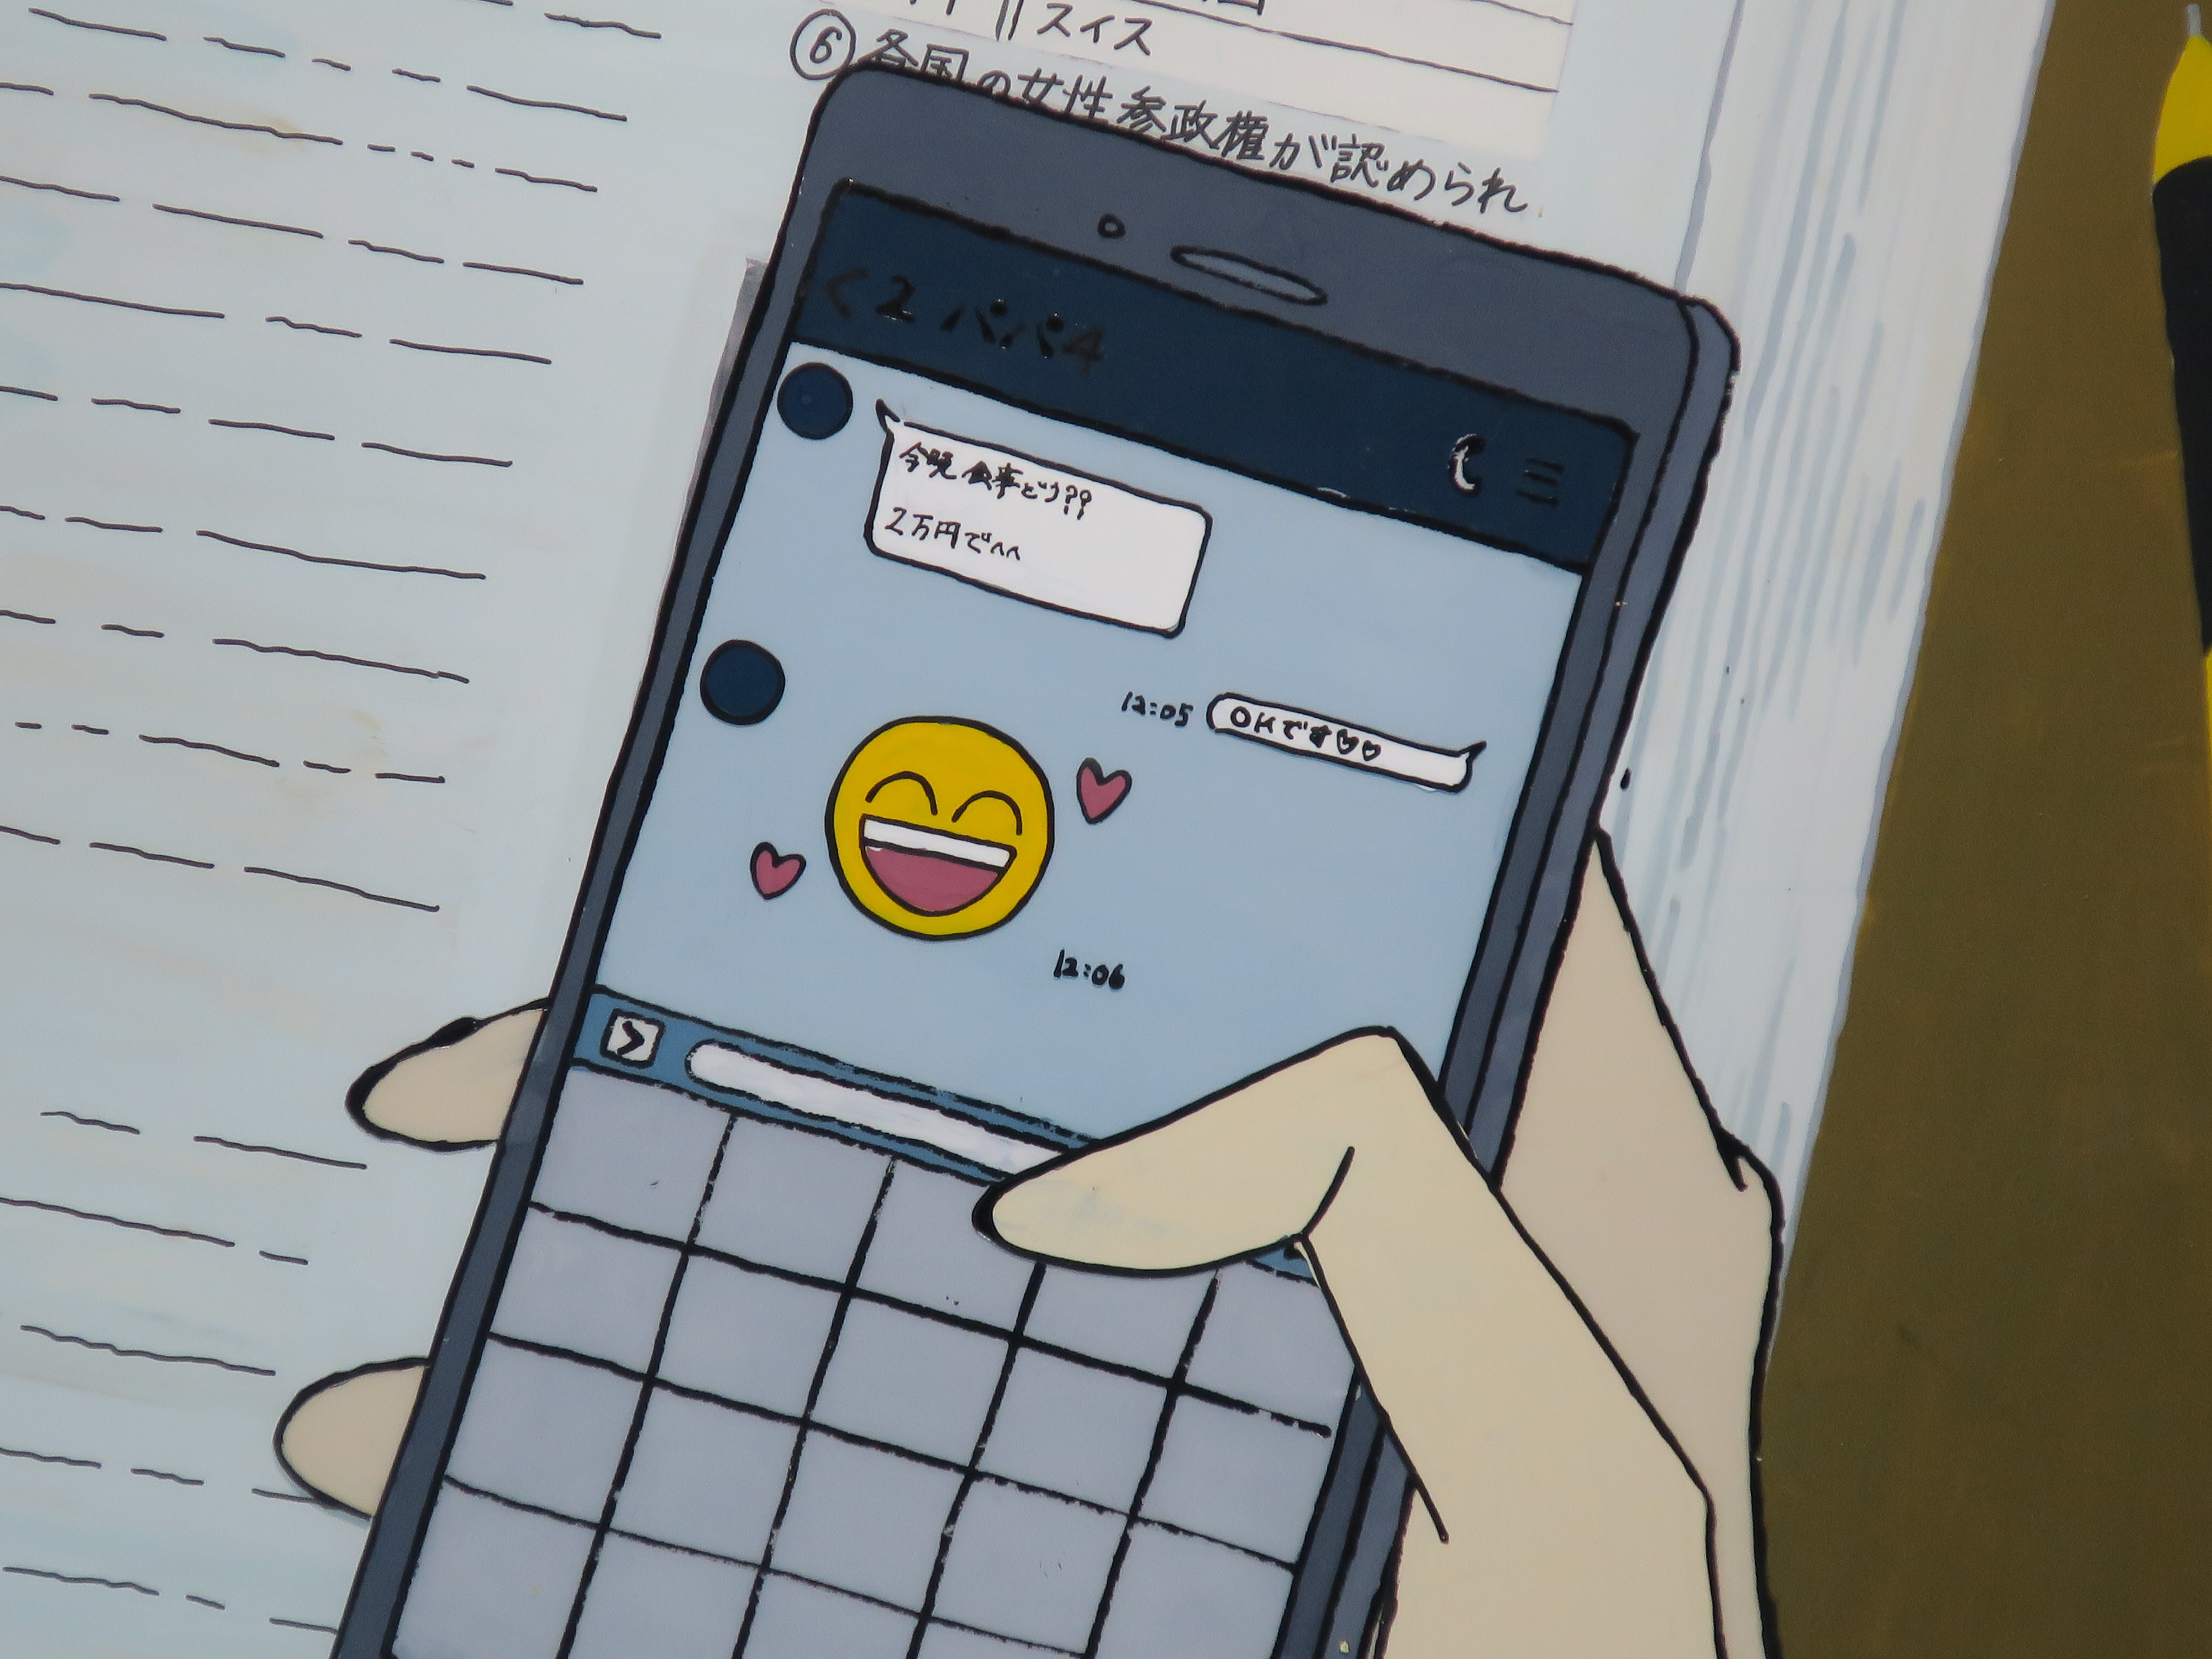 スイス
⑥各国の女性参政権が認められ
<2 パパ4
今晩食事どう??
2万円で^^
12:05 OKです♡♡
12:06